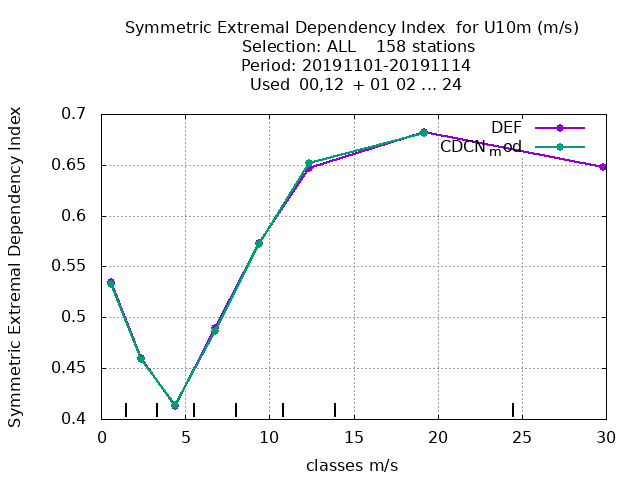 Symmetric Extremal Dependency Index for U10m (m/s)
Selection: ALL 158 stations
Period: 20191101-20191114
Used 00,12 + 01 02 ... 24
Symmetric Extremal Dependency Index
0.7
0.65
0.6
0.55
0.5
0.45
0.4
DEF
CDCNmod
0 5 10 15 20 25 30
classes m/s